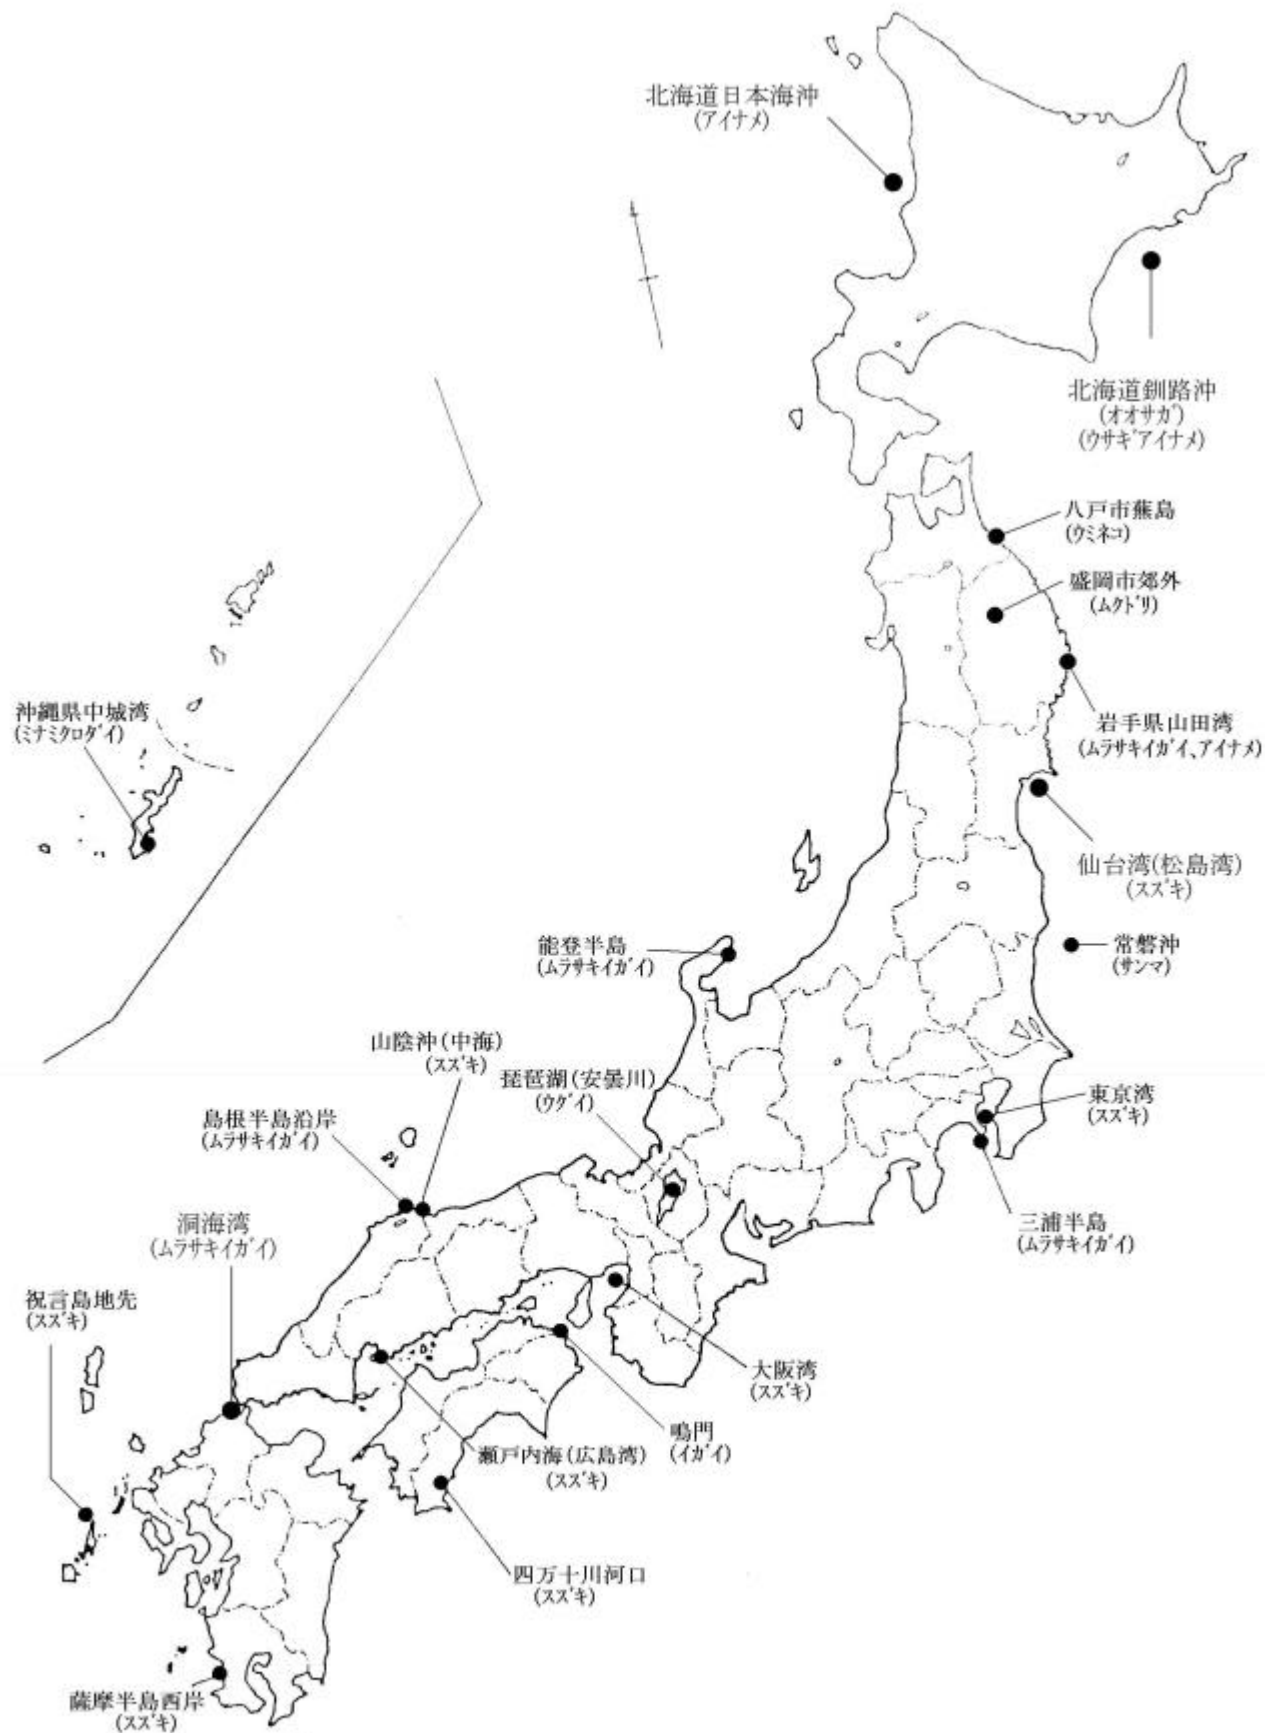 北海道日本海沖
(アイナメ)
北海道釧路沖
(オオサガ)
(ウサギアイナメ)
八戸市蕪島
(ウミネコ)
盛岡市郊外
(ムクドリ)
沖縄県中城湾
(ミナミクロダイ)
岩手県山田湾
(ムラサキイガイ、アイナメ)
仙台湾(松島湾)
(スズキ)
能登半島
(ムラサキイガイ)
常磐沖
(サンマ)
山陰沖(中海)
(スズキ)
琵琶湖(安曇川)
(ウグイ)
東京湾
(スズキ)
島根半島沿岸
(ムラサキイガイ)
三浦半島
(ムラサキイガイ)
洞海湾
(ムラサキイガイ)
祝言島地先
(スズキ)
大阪湾
(スズキ)
鳴門
(イガイ)
瀬戸内海(広島湾)
(スズキ)
四万十川河口
(スズキ)
薩摩半島西岸
(スズキ)